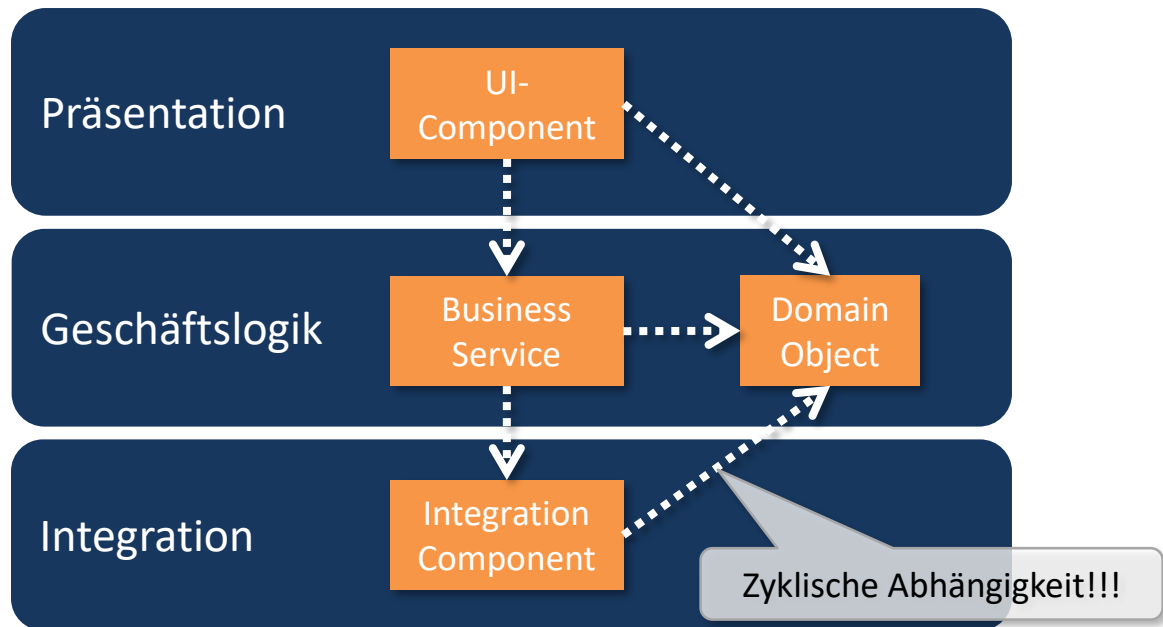 Präsentation
UI-
Component
Geschäftslogik
Business
Service
Domain
Object
Integration
Integration
Component
Zyklische Abhängigkeit!!!